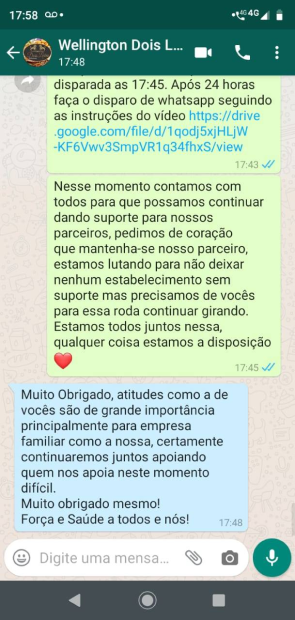 17:58
4G
Wellington Dois L...
17:48
disparada as 17:45. Após 24 horas
faça o disparo de whatsapp seguindo
as instruções do vídeo https://drive
.google.com/file/d/1qodj5xjHLjW
-KF6Vwv3SmpVR1q34fhxS/view
17:43
Nesse momento contamos com
todos para que possamos continuar
dando suporte para nossos
parceiros, pedimos de coração
que mantenha-se nosso parceiro,
estamos lutando para não deixar
nenhum estabelecimento sem
suporte mas precisamos de vocês
para essa roda continuar girando.
Estamos todos juntos nessa,
qualquer coisa estamos a disposição
❤️
17:45
Muito Obrigado, atitudes como a de
vocês são de grande importância
principalmente para empresa
familiar como a nossa, certamente
continuaremos juntos apoiando
quem nos apoia neste momento
difícil.
Muito obrigado mesmo!
Força e Saúde a todos e nós!
17:48
Digite uma mensa...